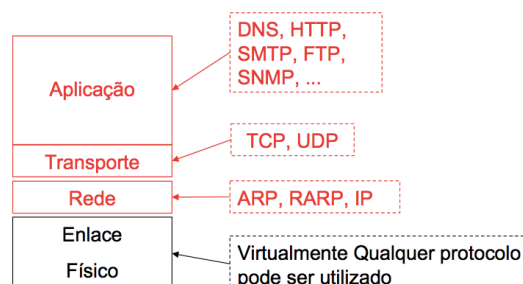 DNS, HTTP,
SMTP, FTP,
SNMP, ...
Aplicação
TCP, UDP
Transporte
Rede
ARP, RARP, IP
Enlace
Físico
Virtualmente Qualquer protocolo
pode ser utilizado